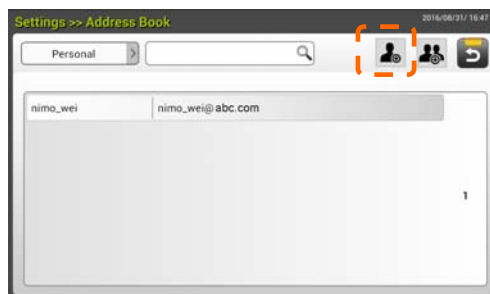 Settings >> Address Book
2016/08/31/ 16:47
Personal
nimo_wei
nimo_wei@abc.com
1